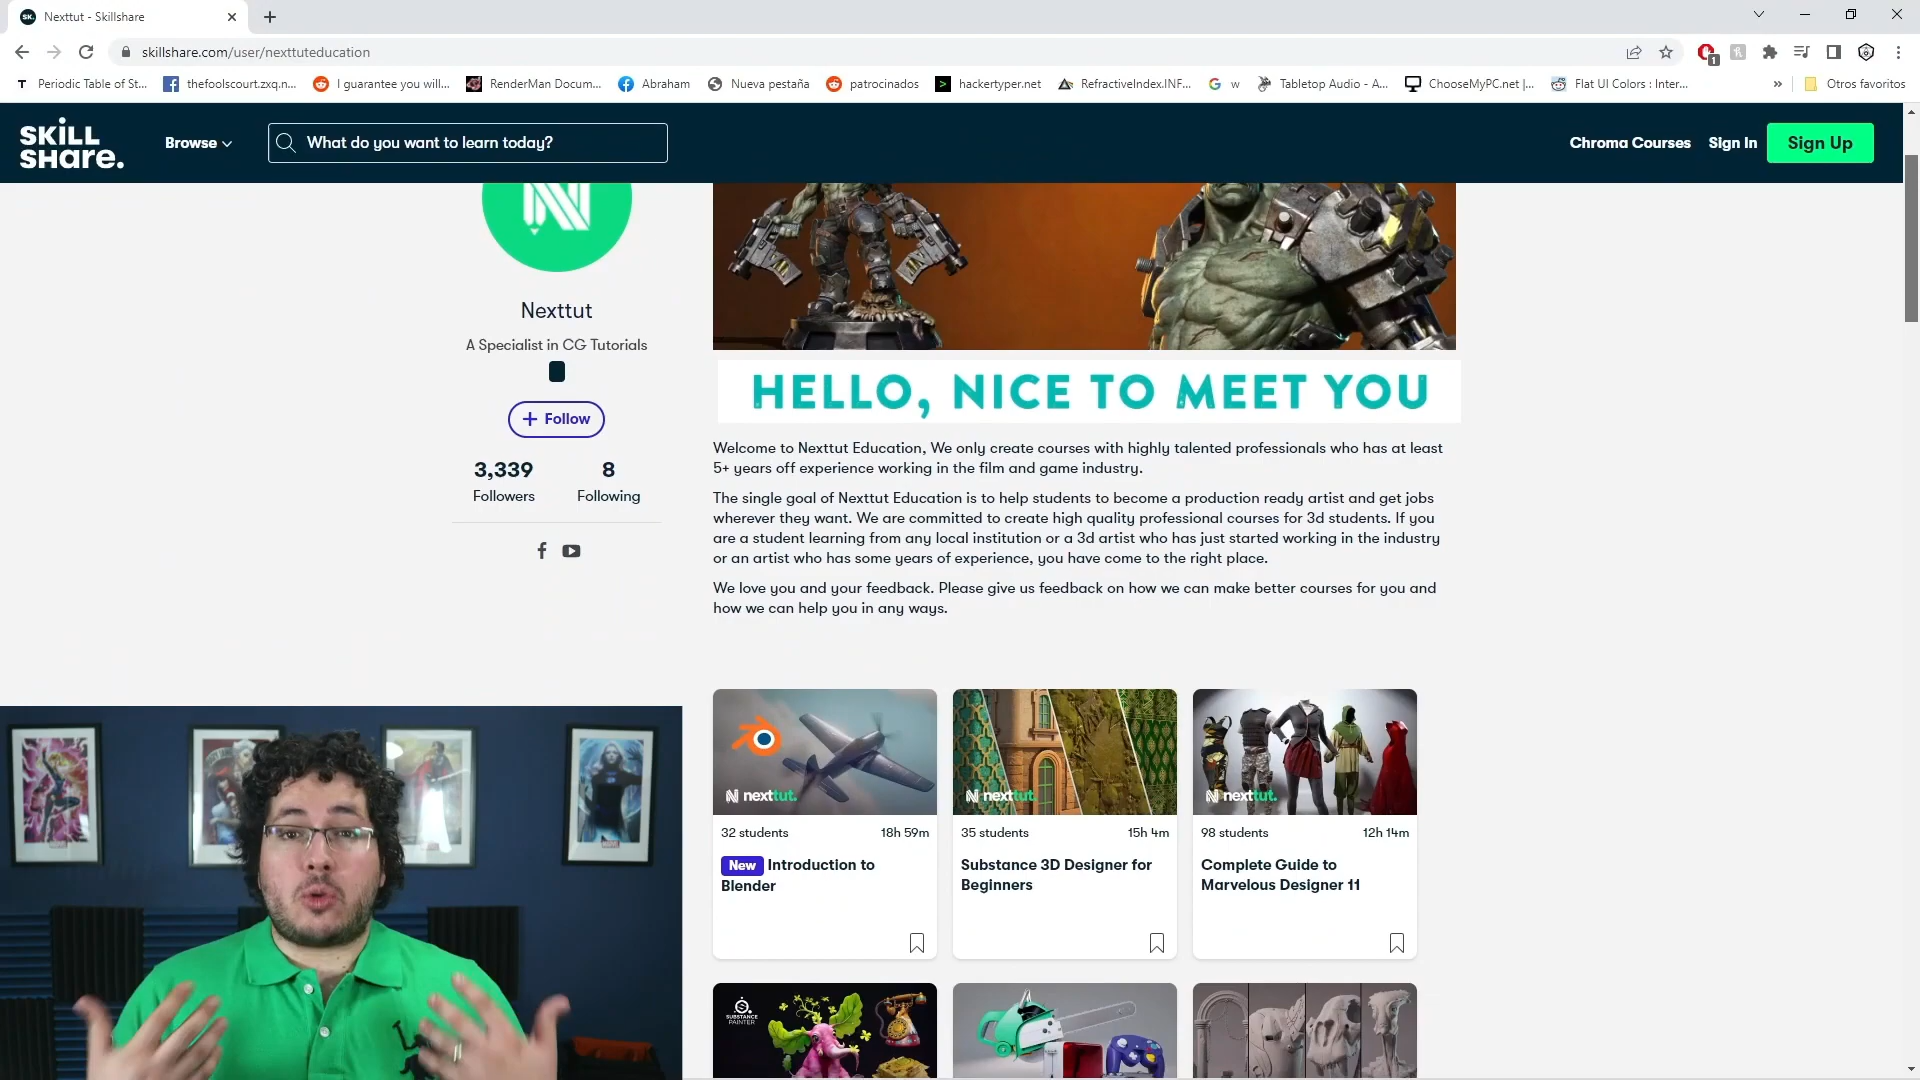 Nexttut - Skillshare
skillshare.com/user/nexttuteducation
1
T Periodic Table of St...
thefoolscourt.zxq.n...
I guarantee you will...
RenderMan Docum...
Abraham
Nueva pestaña
patrocinados
hackertyper.net
RefractiveIndex.INF...
w
Tabletop Audio - A...
ChooseMyPC.net |...
Flat UI Colors : Inter...
»
Otros favoritos
SKILL
SHARE.
Browse
What do you want to learn today?
Chroma Courses
Sign In
Sign Up
N
Nexttut
A Specialist in CG Tutorials
+ Follow
3,339
Followers
8
Following
HELLO, NICE TO MEET YOU
Welcome to Nexttut Education, We only create courses with highly talented professionals who has at least
5+ years off experience working in the film and game industry.
The single goal of Nexttut Education is to help students to become a production ready artist and get jobs
wherever they want. We are committed to create high quality professional courses for 3d students. If you
are a student learning from any local institution or a 3d artist who has just started working in the industry
or an artist who has some years of experience, you have come to the right place.
We love you and your feedback. Please give us feedback on how we can make better courses for you and
how we can help you in any ways.
N nexttut.
32 students 18h 59m
New Introduction to
Blender
N nexttut.
35 students 15h 4m
Substance 3D Designer for
Beginners
N nexttut.
98 students 12h 14m
Complete Guide to
Marvelous Designer 11
SUBSTANCE
PAINTER